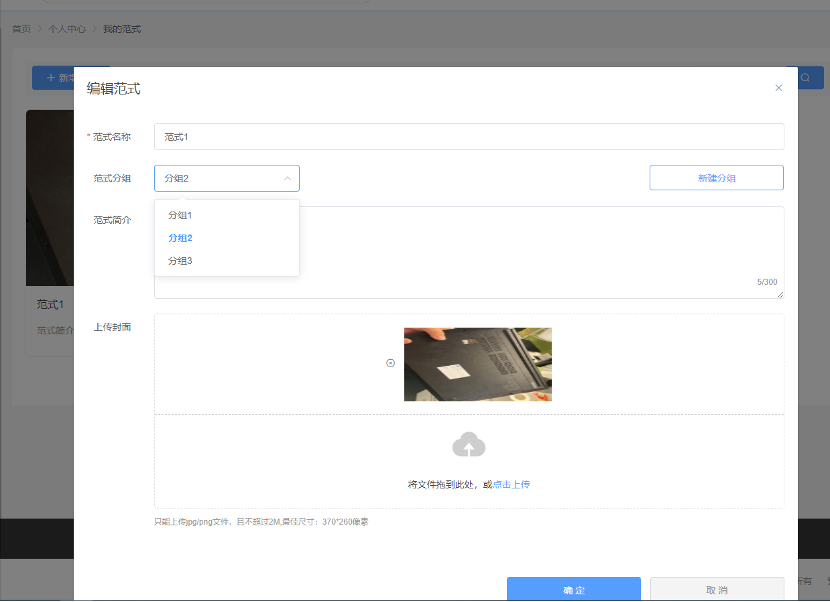 首页 > 个人中心 > 我的范式
+ 新增
编辑范式
* 范式名称 范式1
范式分组 分组2 新建分组
分组1
分组2
分组3
范式简介
5/300
范式1
范式简介
上传封面
将文件拖到此处，或点击上传
只能上传jpg/png文件，且不超过2M,最佳尺寸：370*260像素
确 定 取 消
所有